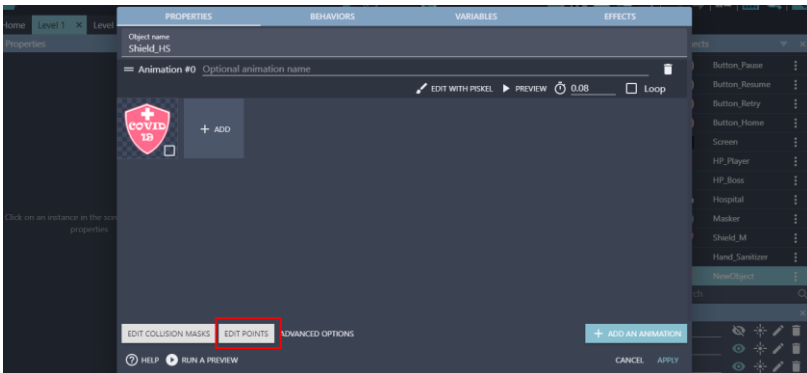 PROPERTIES BEHAVIORS VARIABLES EFFECTS
Home Level 1 × Level
Object name
Shield_HS
Properties
Animation #0 Optional animation name
EDIT WITH PISKEL PREVIEW 0.08 Loop
COVID
19
+ ADD
Button_Pause
Button_Resume
Button_Retry
Button_Home
Screen
HP_Player
HP_Boss
Hospital
Masker
Shield_M
Hand_Sanitizer
NewObject
Click on an instance in the sce
properties
EDIT COLLISION MASKS EDIT POINTS ADVANCED OPTIONS + ADD AN ANIMATION
? HELP RUN A PREVIEW CANCEL APPLY